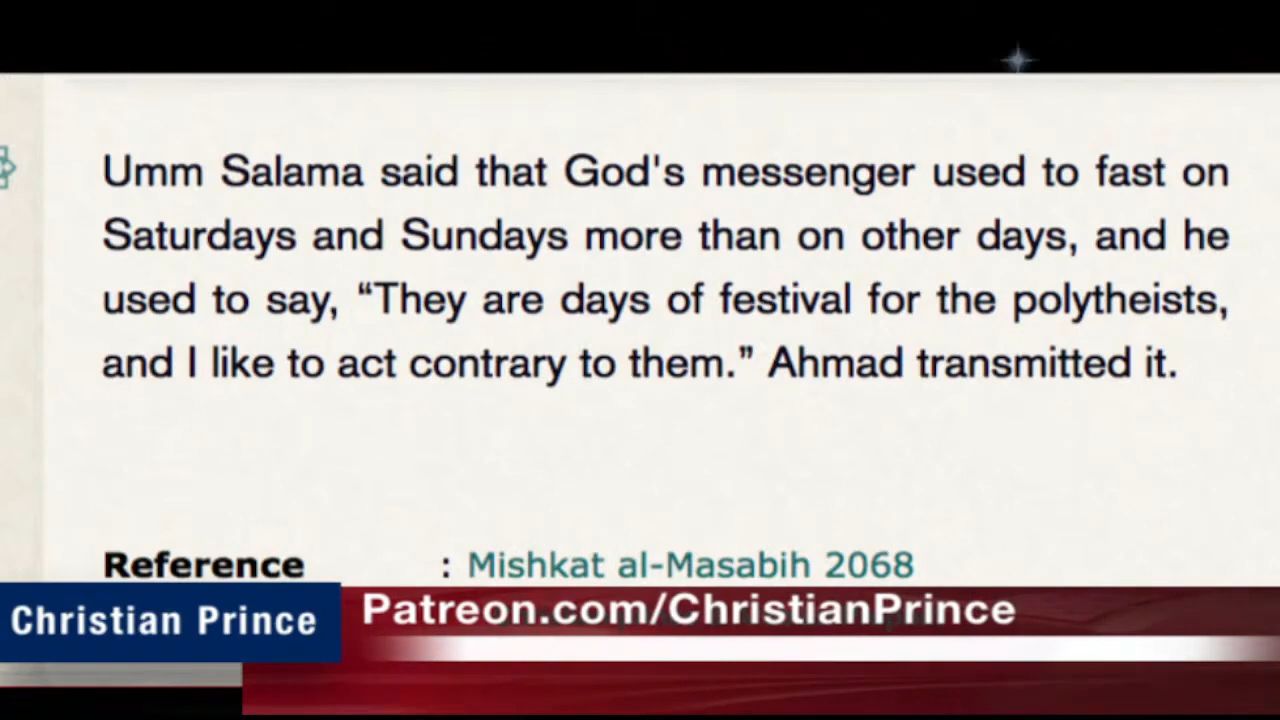 Umm Salama said that God's messenger used to fast on
Saturdays and Sundays more than on other days, and he
used to say, “They are days of festival for the polytheists,
and I like to act contrary to them.” Ahmad transmitted it.
Reference : Mishkat al-Masabih 2068
Christian Prince
Patreon.com/ChristianPrince